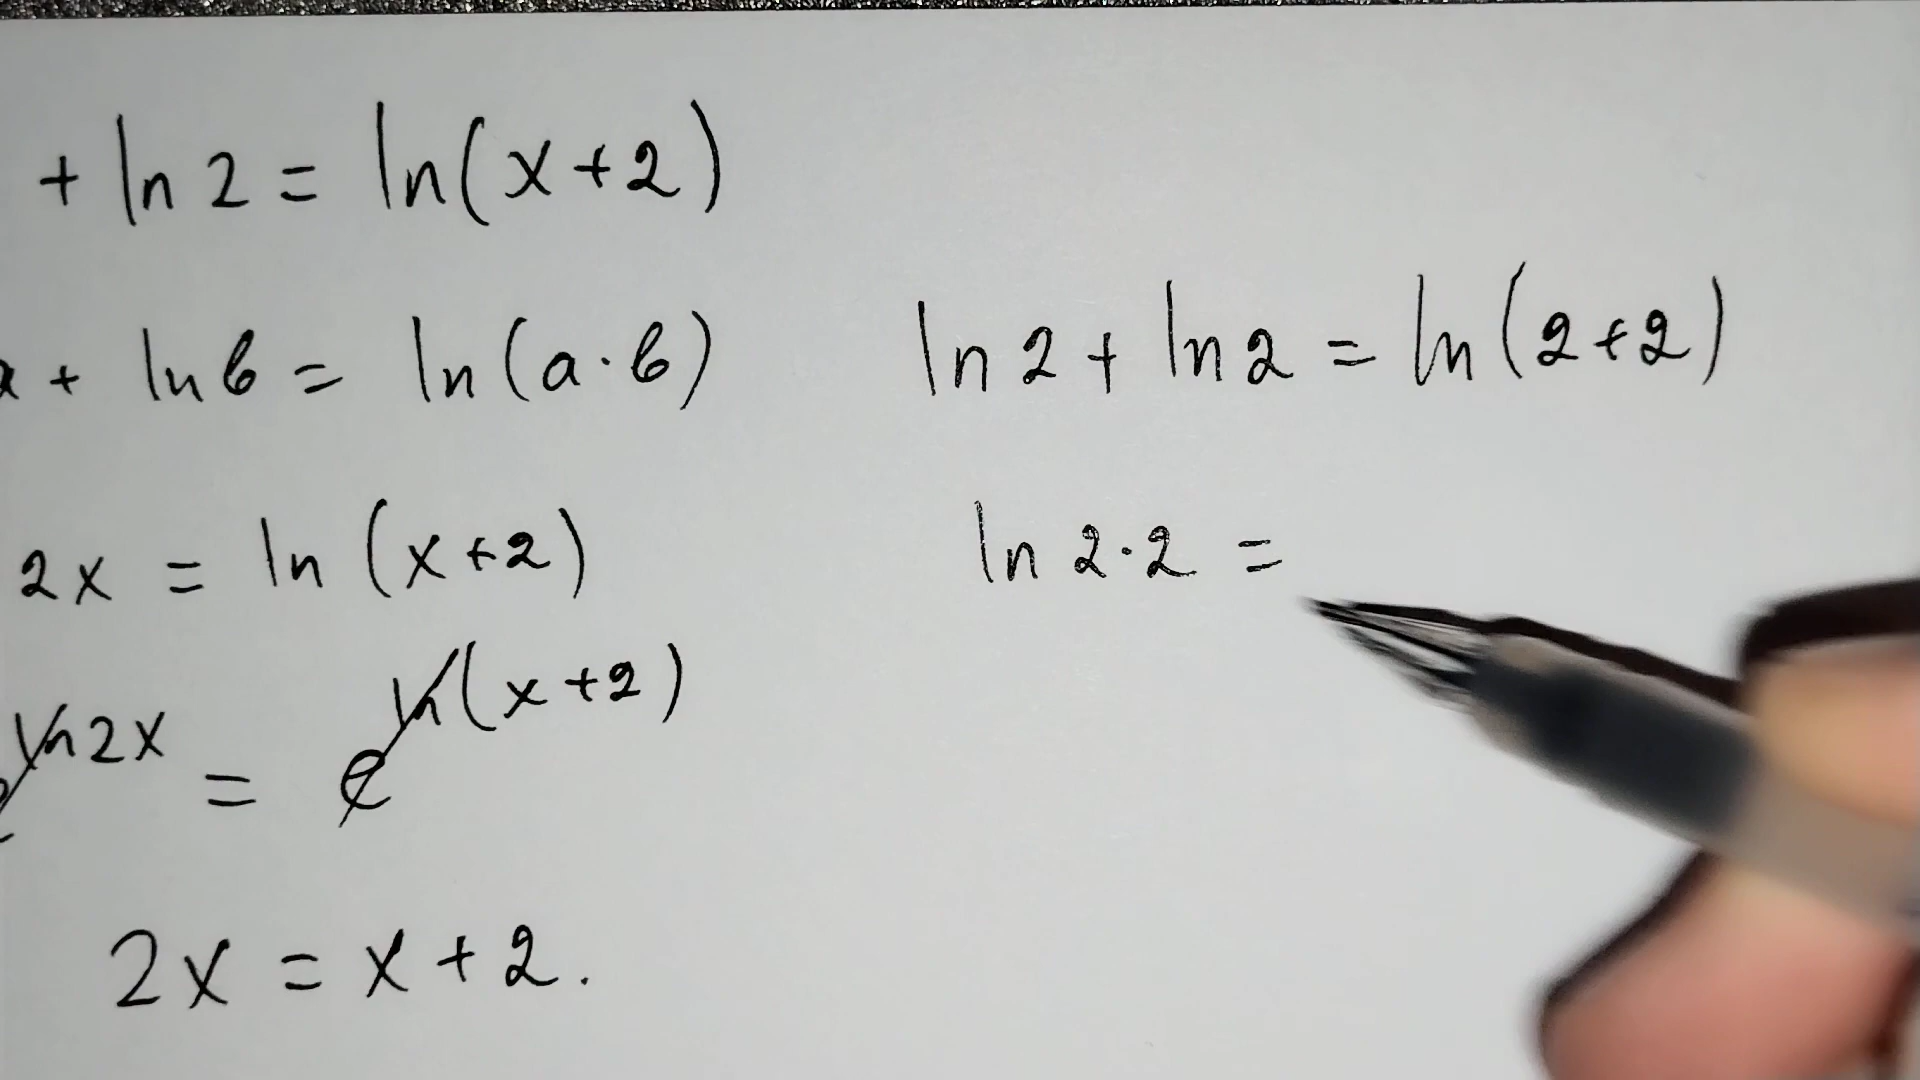 + ln 2 = ln(x+2)
+ ln b = ln(a·b)
2x = ln (x+2)
ln 2x = e ln(x+2)
2x = x + 2.
ln 2 + ln 2 = ln(2+2)
ln 2·2 =